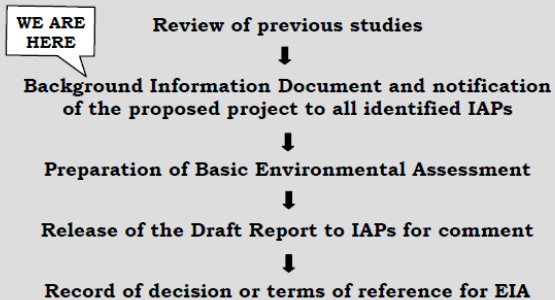 WE ARE
HERE
Review of previous studies
Background Information Document and notification
of the proposed project to all identified IAPs
Preparation of Basic Environmental Assessment
Release of the Draft Report to IAPs for comment
Record of decision or terms of reference for EIA